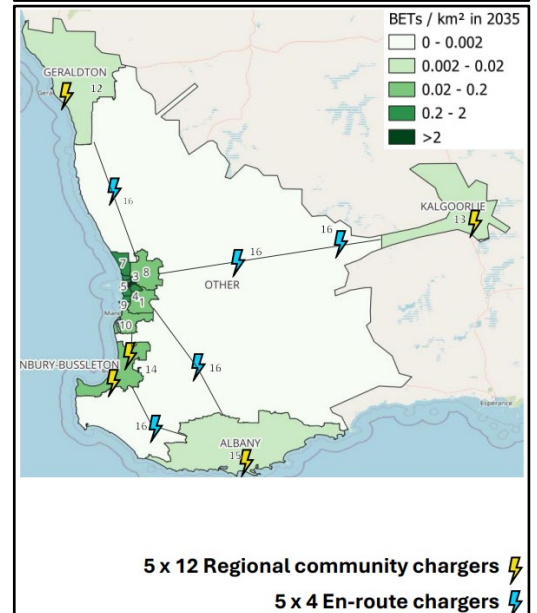 BETs / km² in 2035
0 - 0.002
0.002 - 0.02
0.02 - 0.2
0.2 - 2
>2
GERALDTON
12
16
KALGOORLIE
13
16
16
OTHER
7
8
3
5
4
1
9
10
NBURY-BUSSLETON
14
16
16
ALBANY
15
Esperance
5 x 12 Regional community chargers
5 x 4 En-route chargers